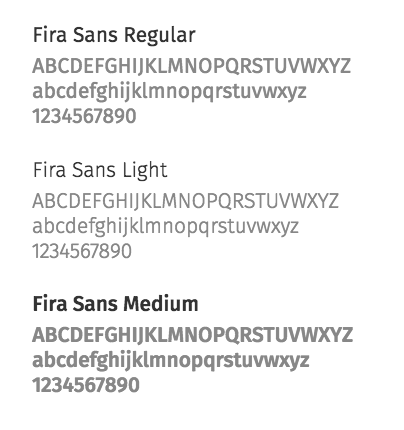 Fira Sans Regular
ABCDEFGHIJKLMNOPQRSTUVWXYZ
abcdefghijklmnopqrstuvwxyz
1234567890
Fira Sans Light
ABCDEFGHIJKLMNOPQRSTUVWXYZ
abcdefghijklmnopqrstuvwxyz
1234567890
Fira Sans Medium
ABCDEFGHIJKLMNOPQRSTUVWXYZ
abcdefghijklmnopqrstuvwxyz
1234567890